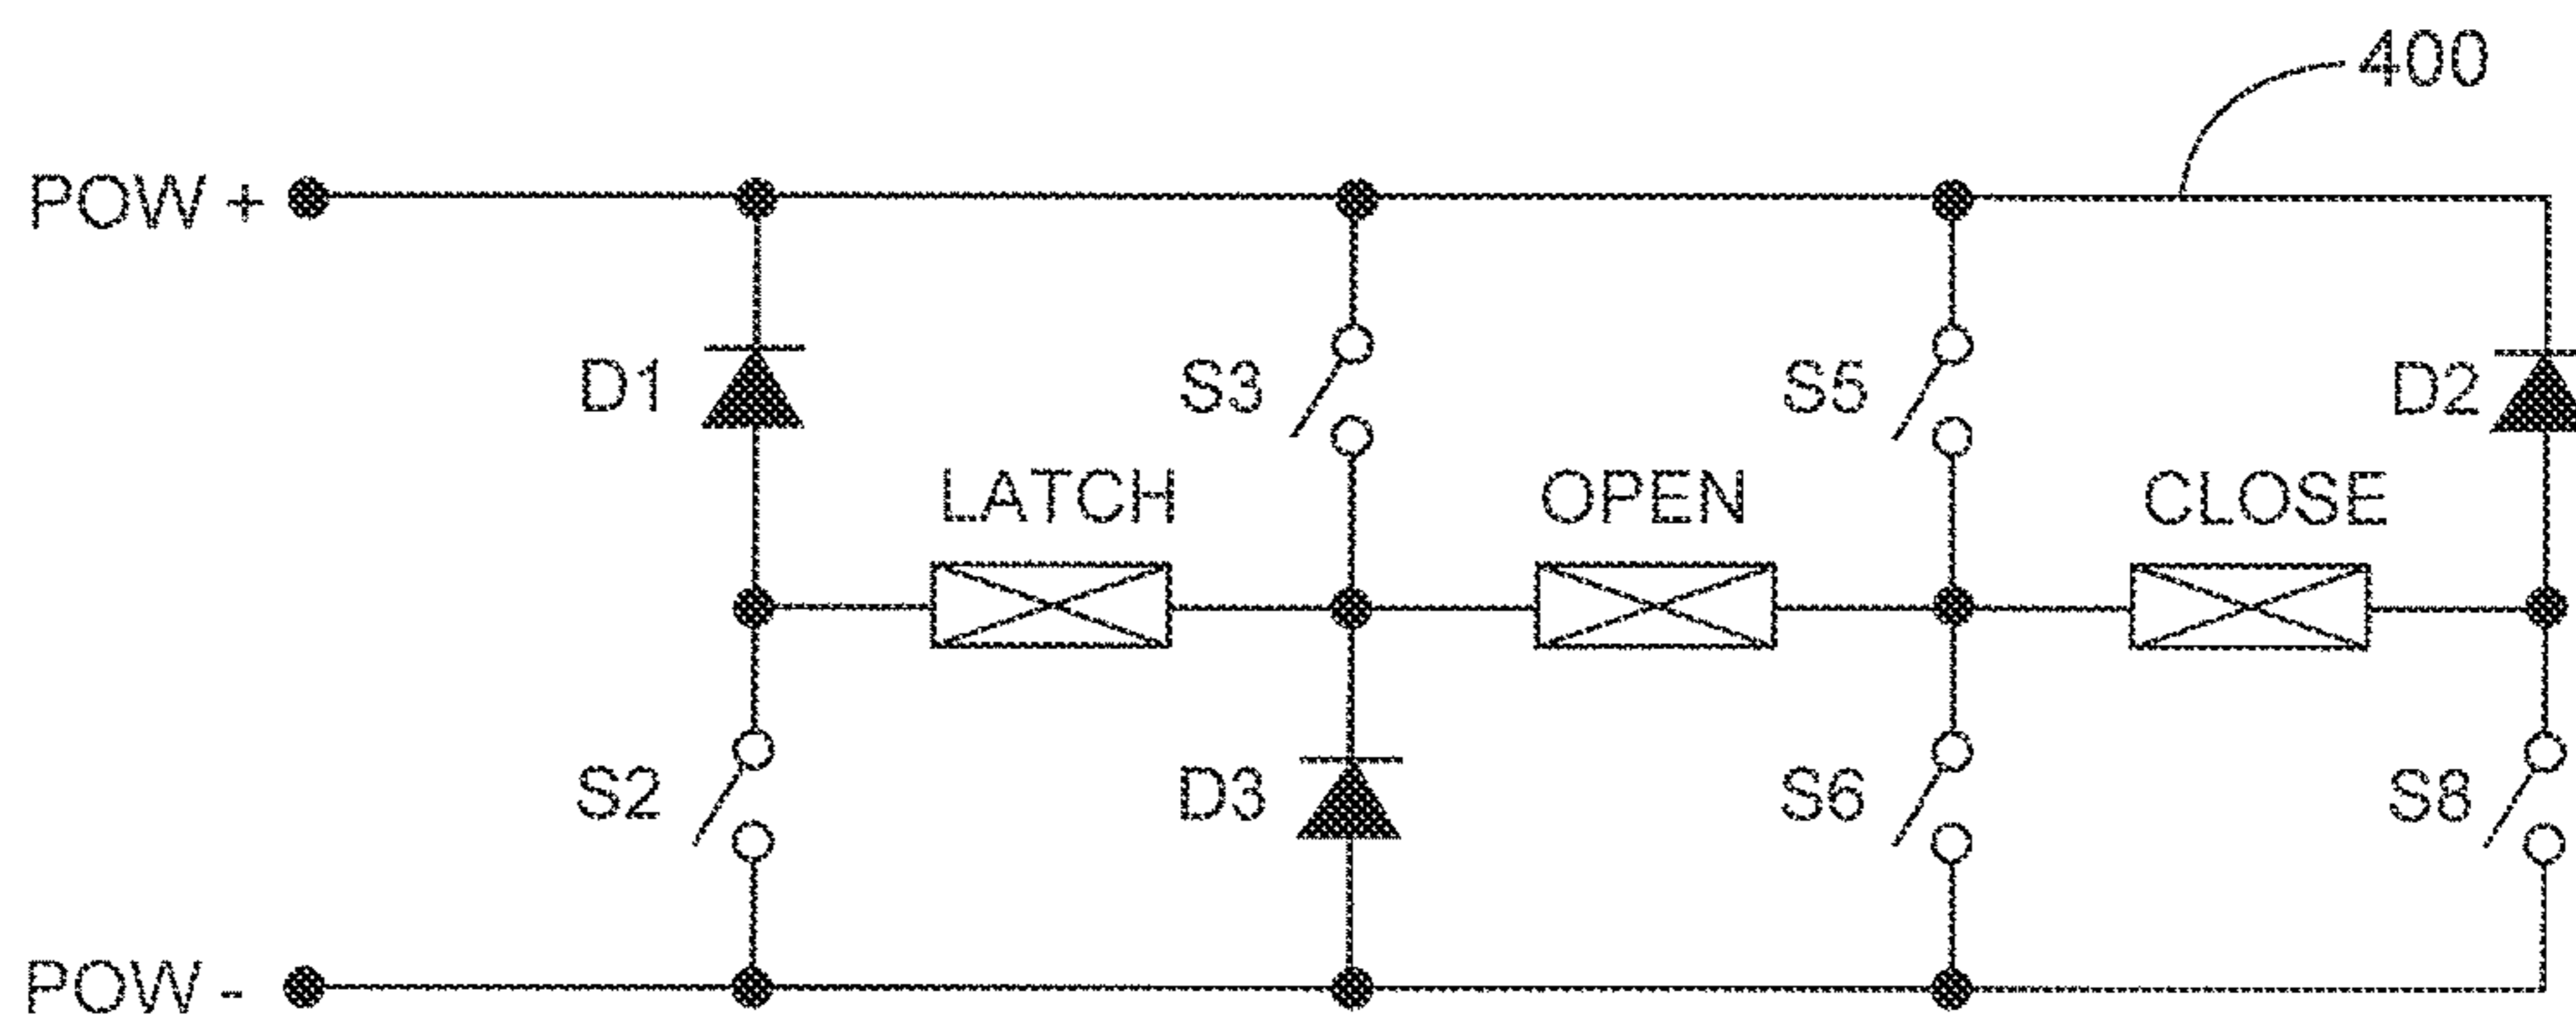 400
POW +
D1
S3
S5
D2
LATCH
OPEN
CLOSE
S2
D3
S6
S8
POW -